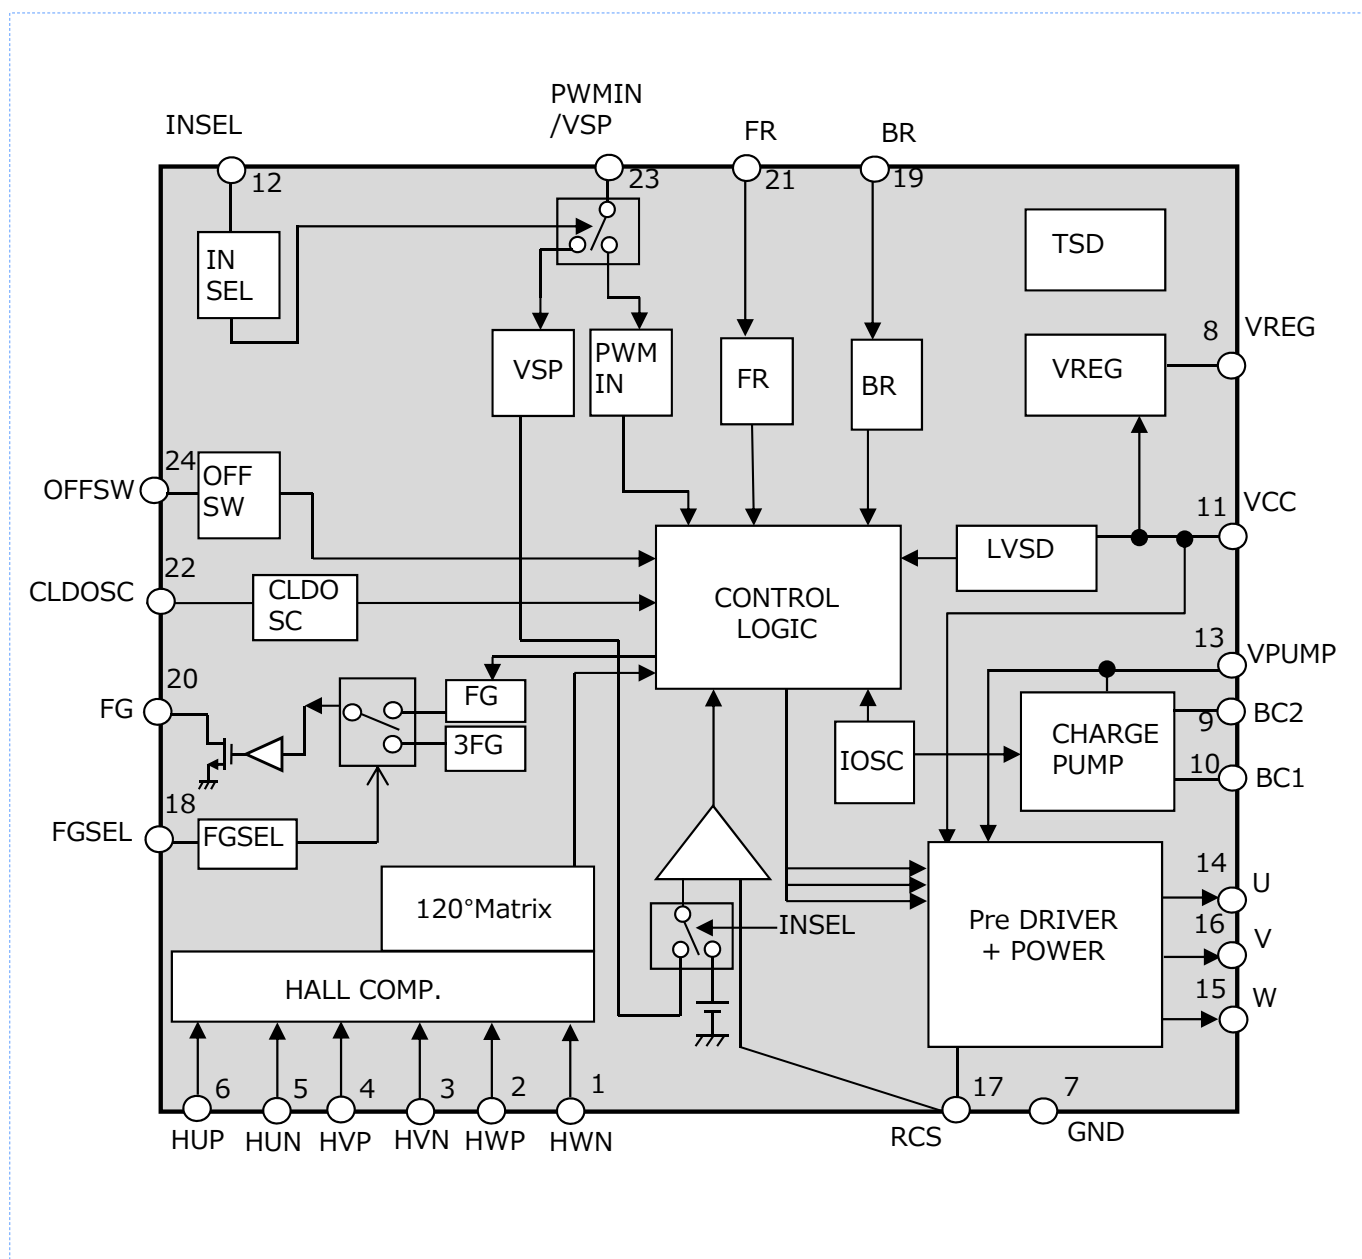 PWMIN
/VSP
INSEL
FR
BR
12
23
21
19
IN
SEL
TSD
VSP
PWM
IN
FR
BR
VREG
8
VREG
24
OFFSW
OFF
SW
11
VCC
LVSD
22
CLDOSC
CLDO
SC
CONTROL
LOGIC
13
VPUMP
20
FG
FG
3FG
IOSC
CHARGE
PUMP
9
BC2
10
BC1
18
FGSEL
FGSEL
120°Matrix
INSEL
Pre DRIVER
+ POWER
14
U
16
V
15
W
HALL COMP.
6
5
4
3
2
1
17
7
HUP
HUN
HVP
HVN
HWP
HWN
RCS
GND